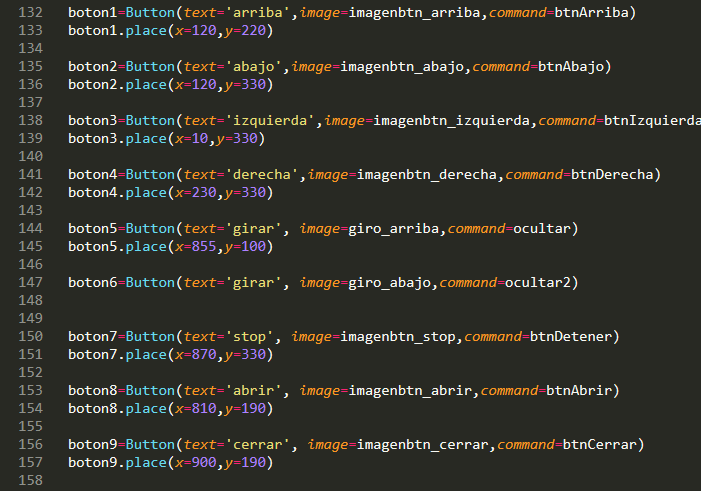 132 boton1=Button(text='arriba',image=imagenbtn_arriba,command=btnArriba)
133 boton1.place(x=120,y=220)
134
135 boton2=Button(text='abajo',image=imagenbtn_abajo,command=btnAbajo)
136 boton2.place(x=120,y=330)
137
138 boton3=Button(text='izquierda',image=imagenbtn_izquierda,command=btnIzquierda
139 boton3.place(x=10,y=330)
140
141 boton4=Button(text='derecha',image=imagenbtn_derecha,command=btnDerecha)
142 boton4.place(x=230,y=330)
143
144 boton5=Button(text='girar', image=giro_arriba,command=ocultar)
145 boton5.place(x=855,y=100)
146
147 boton6=Button(text='girar', image=giro_abajo,command=ocultar2)
148
149
150 boton7=Button(text='stop', image=imagenbtn_stop,command=btnDetener)
151 boton7.place(x=870,y=330)
152
153 boton8=Button(text='abrir', image=imagenbtn_abrir,command=btnAbrir)
154 boton8.place(x=810,y=190)
155
156 boton9=Button(text='cerrar', image=imagenbtn_cerrar,command=btnCerrar)
157 boton9.place(x=900,y=190)
158